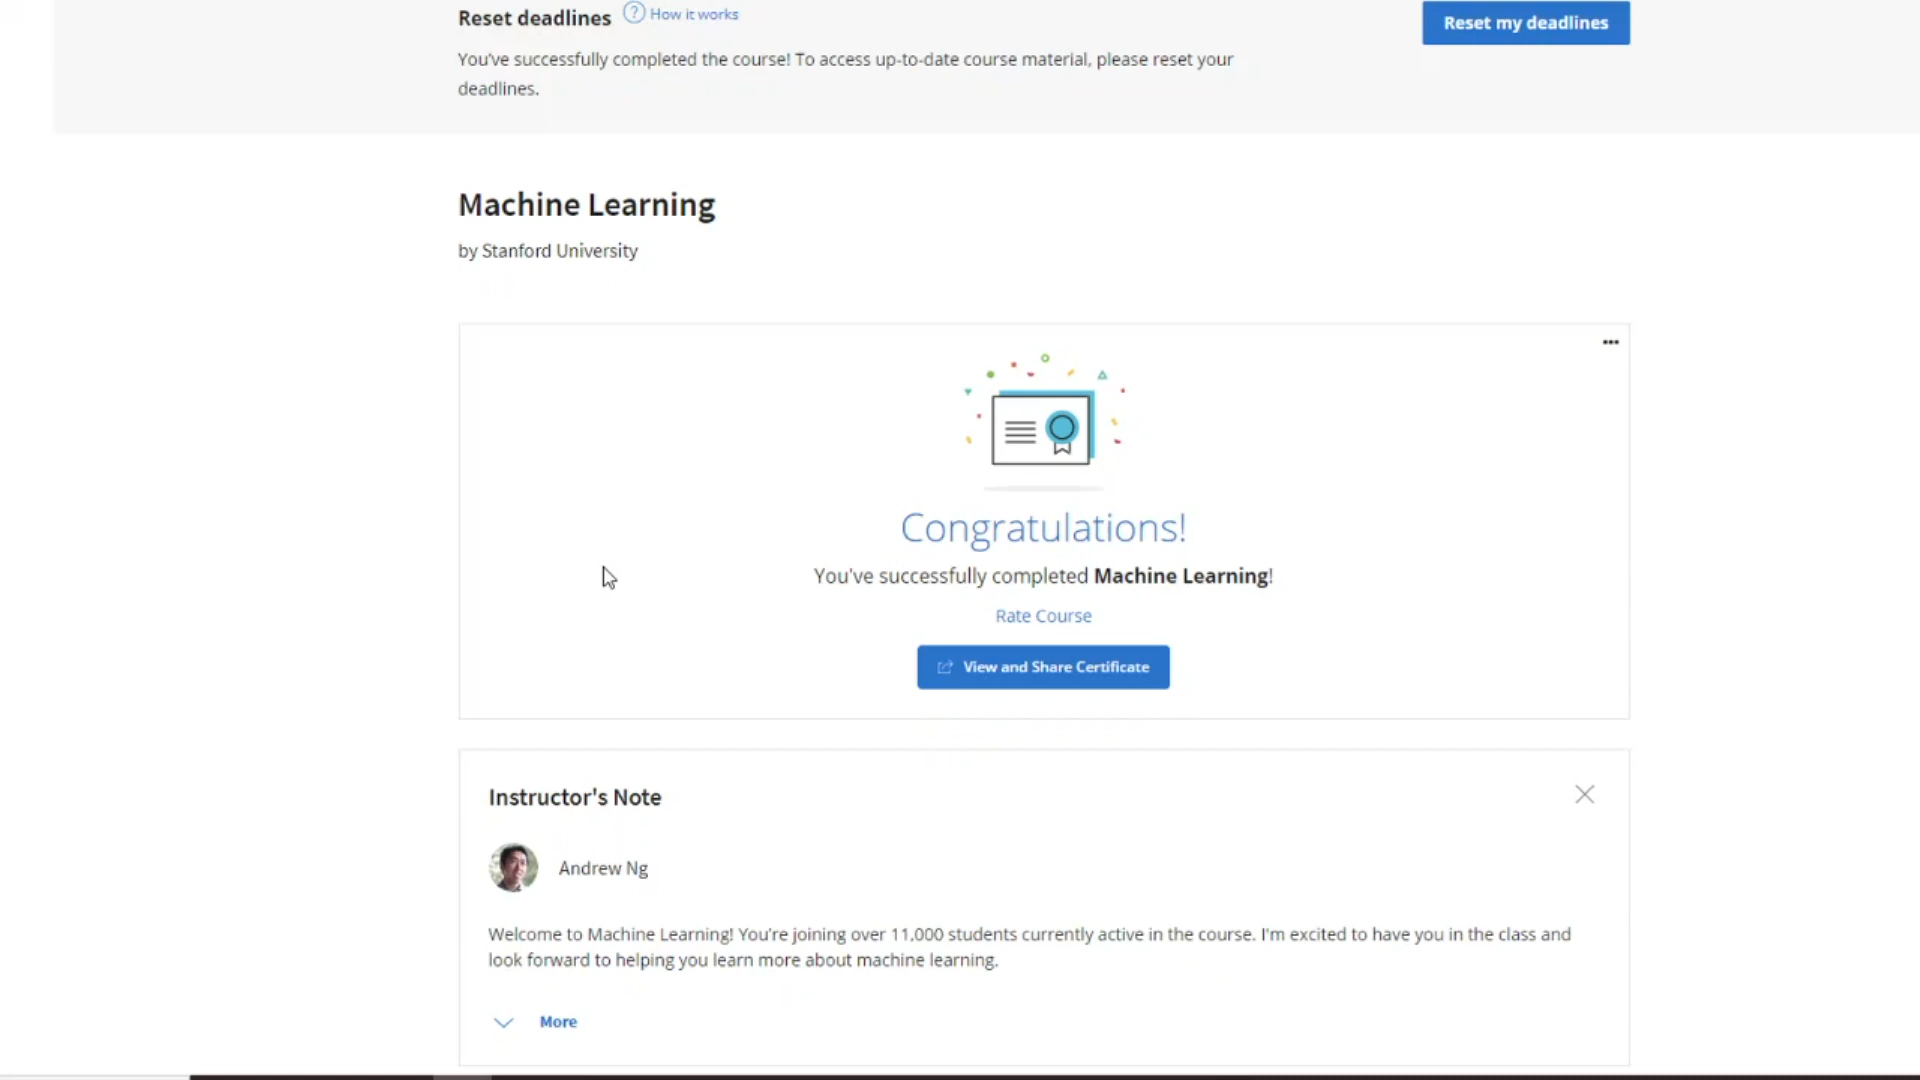 Reset deadlines
? How it works
Reset my deadlines
You've successfully completed the course! To access up-to-date course material, please reset your
deadlines.
Machine Learning
by Stanford University
Congratulations!
You've successfully completed Machine Learning!
Rate Course
View and Share Certificate
Instructor's Note
Andrew Ng
Welcome to Machine Learning! You're joining over 11,000 students currently active in the course. I'm excited to have you in the class and
look forward to helping you learn more about machine learning.
More